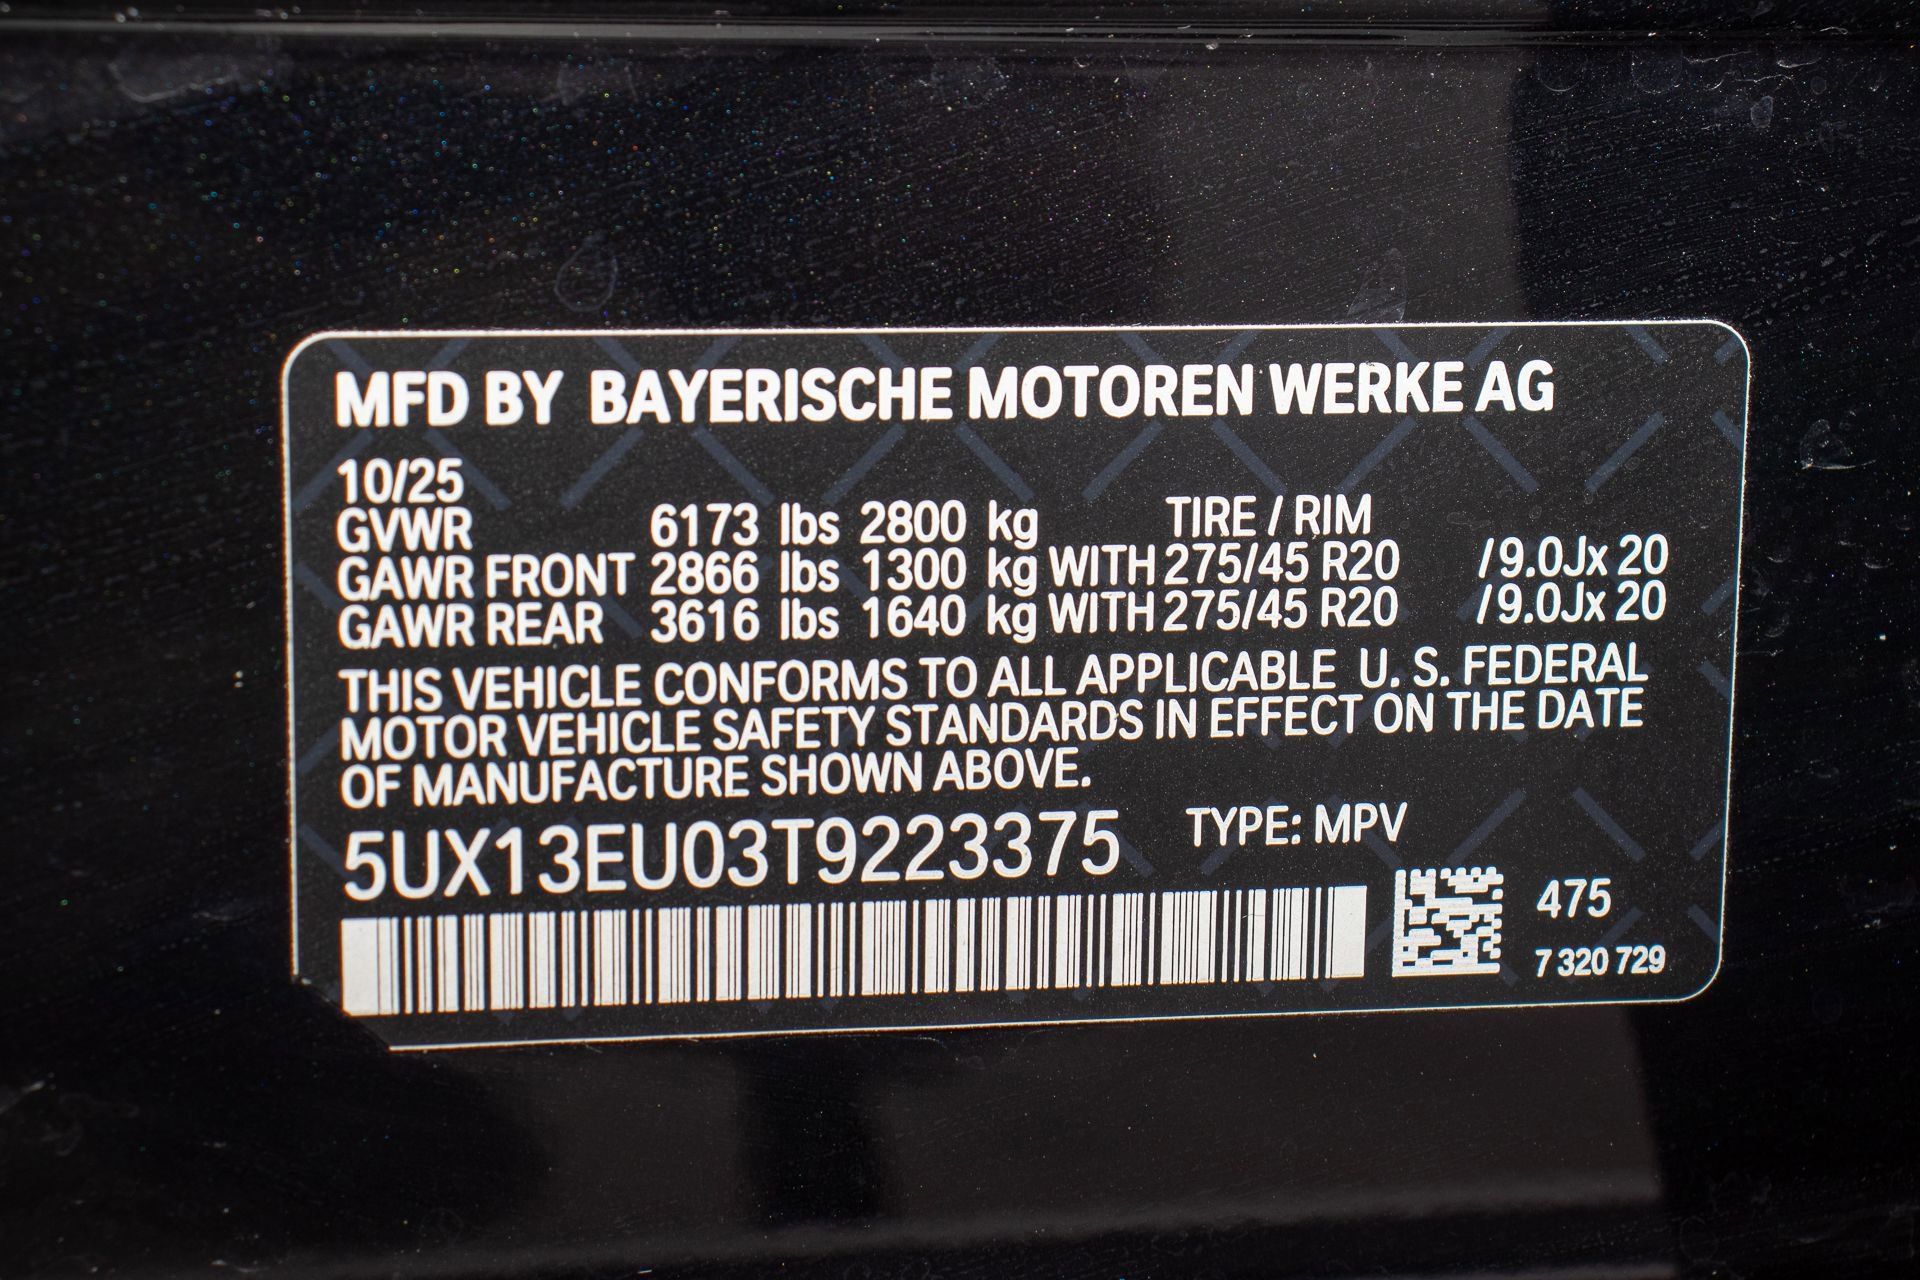 MFD BY BAYERISCHE MOTOREN WERKE AG
10/25
GVWR 6173 lbs 2800 kg TIRE / RIM
GAWR FRONT 2866 lbs 1300 kg WITH 275/45 R20 /9.0Jx 20
GAWR REAR 3616 lbs 1640 kg WITH 275/45 R20 /9.0Jx 20
THIS VEHICLE CONFORMS TO ALL APPLICABLE U. S. FEDERAL
MOTOR VEHICLE SAFETY STANDARDS IN EFFECT ON THE DATE
OF MANUFACTURE SHOWN ABOVE.
5UX13EU03T9223375 TYPE: MPV
475
7 320 729